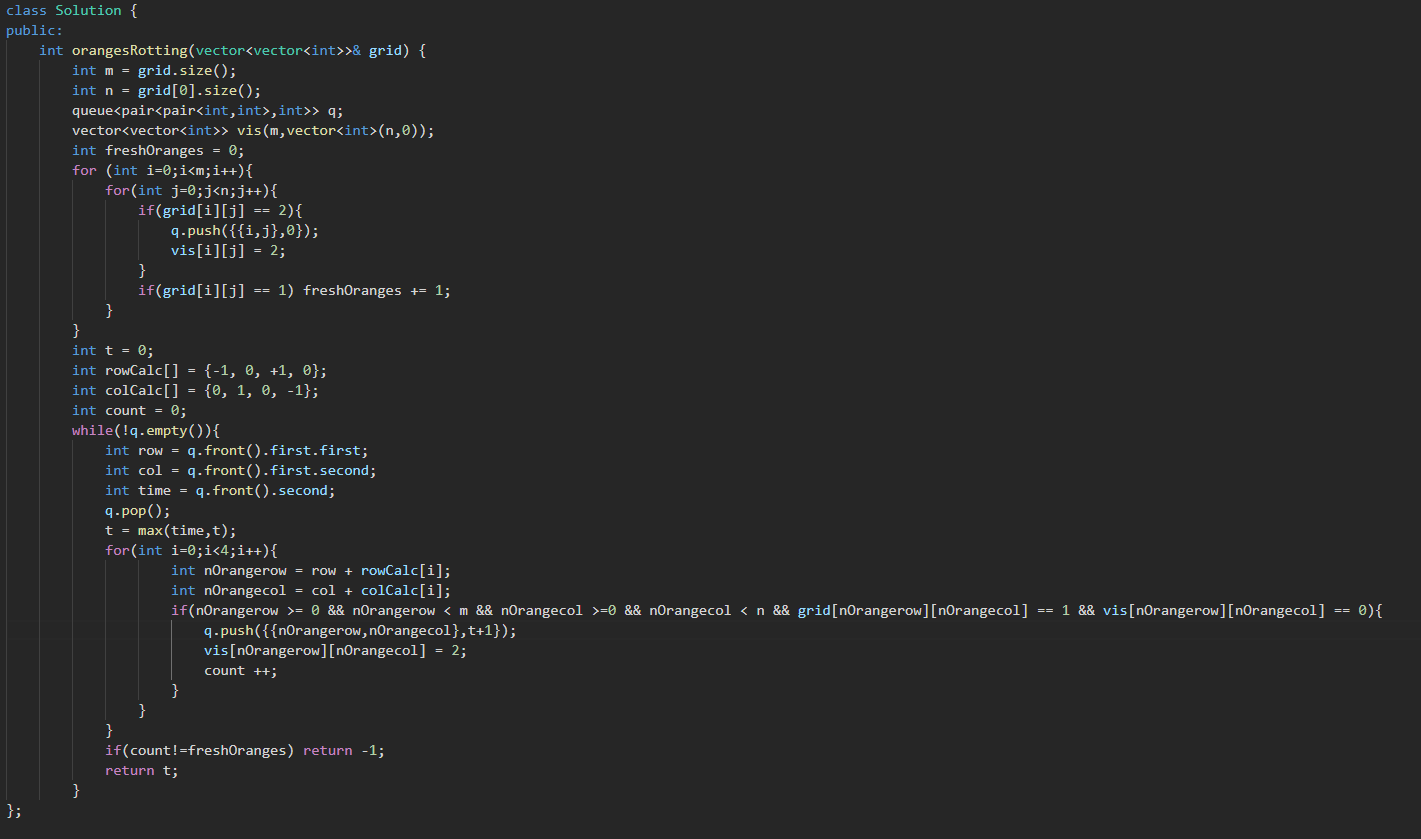 class Solution {
public:
    int orangesRotting(vector<vector<int>>& grid) {
        int m = grid.size();
        int n = grid[0].size();
        queue<pair<pair<int,int>,int>> q;
        vector<vector<int>> vis(m,vector<int>(n,0));
        int freshOranges = 0;
        for (int i=0;i<m;i++){
            for(int j=0;j<n;j++){
                if(grid[i][j] == 2){
                    q.push({{i,j},0});
                    vis[i][j] = 2;
                }
                if(grid[i][j] == 1) freshOranges += 1;
            }
        }
        int t = 0;
        int rowCalc[] = {-1, 0, +1, 0};
        int colCalc[] = {0, 1, 0, -1};
        int count = 0;
        while(!q.empty()){
            int row = q.front().first.first;
            int col = q.front().first.second;
            int time = q.front().second;
            q.pop();
            t = max(time,t);
            for(int i=0;i<4;i++){
                    int nOrangerow = row + rowCalc[i];
                    int nOrangecol = col + colCalc[i];
                    if(nOrangerow >= 0 && nOrangerow < m && nOrangecol >=0 && nOrangecol < n && grid[nOrangerow][nOrangecol] == 1 && vis[nOrangerow][nOrangecol] == 0){
                        q.push({{nOrangerow,nOrangecol},t+1});
                        vis[nOrangerow][nOrangecol] = 2;
                        count ++;
                    }
                }
            }
            if(count!=freshOranges) return -1;
            return t;
        }
};